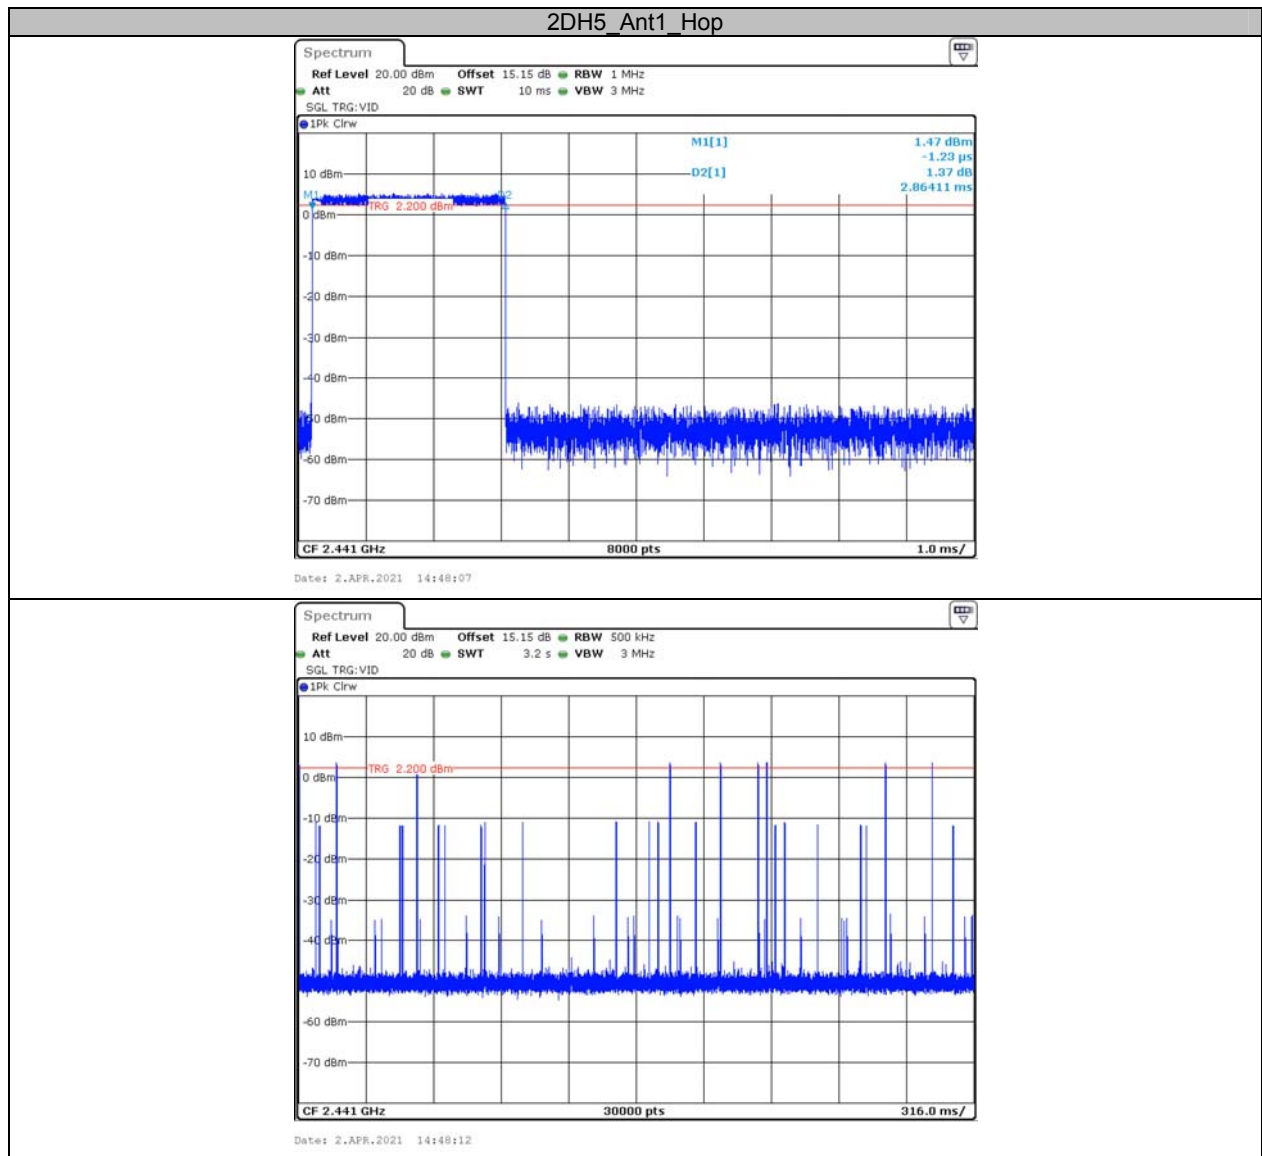 2DH5_Ant1_Hop
Spectrum
Ref Level 20.00 dBm Offset 15.15 dB RBW 1 MHz
Att 20 dB SWT 10 ms VBW 3 MHz
SGL TRG:VID
1Pk Clrw
M1[1] 1.47 dBm
-1.23 µs
D2[1] 1.37 dB
2.86411 ms
10 dBm
M1 D2
TRG 2.200 dBm
0 dBm
-10 dBm
-20 dBm
-30 dBm
-40 dBm
-50 dBm
-60 dBm
-70 dBm
CF 2.441 GHz 8000 pts 1.0 ms/
Date: 2.APR.2021 14:48:07
Spectrum
Ref Level 20.00 dBm Offset 15.15 dB RBW 500 kHz
Att 20 dB SWT 3.2 s VBW 3 MHz
SGL TRG:VID
1Pk Clrw
10 dBm
TRG 2.200 dBm
0 dBm
-10 dBm
-20 dBm
-30 dBm
-40 dBm
-60 dBm
-70 dBm
CF 2.441 GHz 30000 pts 316.0 ms/
Date: 2.APR.2021 14:48:12